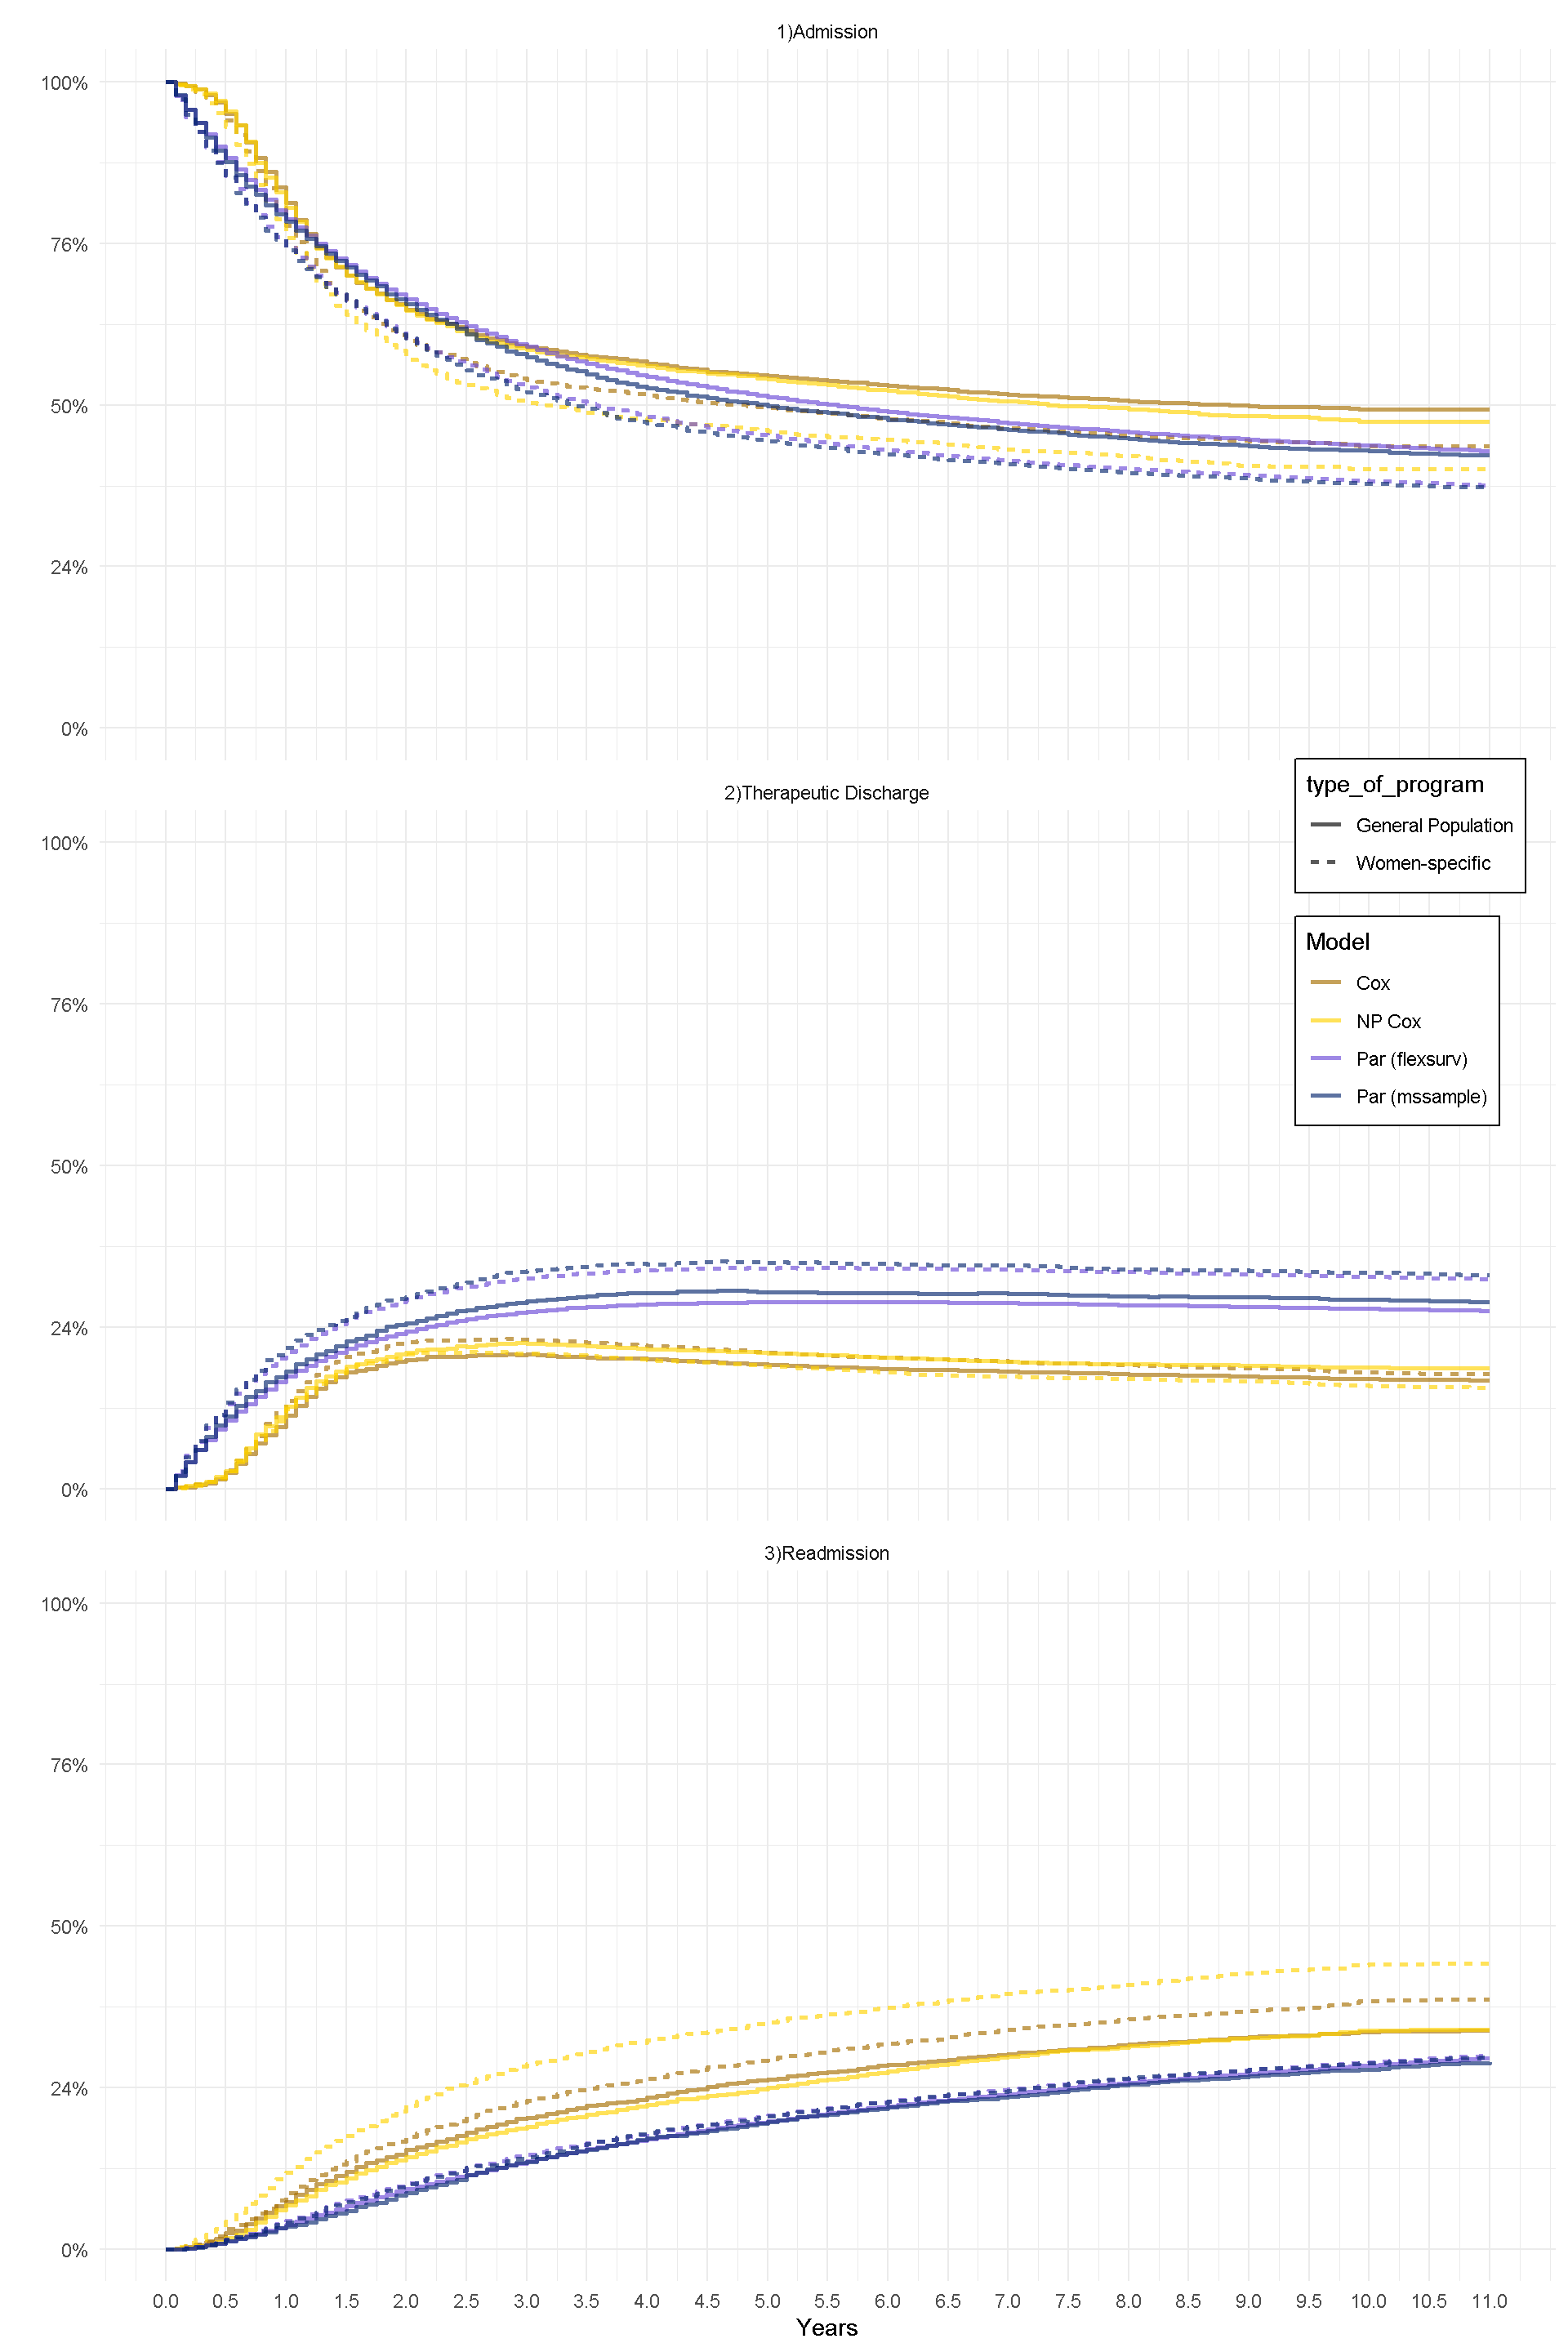 1)Admission
100%
76%
50%
24%
0%
2)Therapeutic Discharge
100%
76%
50%
24%
0%
type_of_program
General Population
Women-specific
Model
Cox
NP Cox
Par (flexsurv)
Par (mssample)
3)Readmission
100%
76%
50%
24%
0%
0.0 0.5 1.0 1.5 2.0 2.5 3.0 3.5 4.0 4.5 5.0 5.5 6.0 6.5 7.0 7.5 8.0 8.5 9.0 9.5 10.0 10.5 11.0
Years